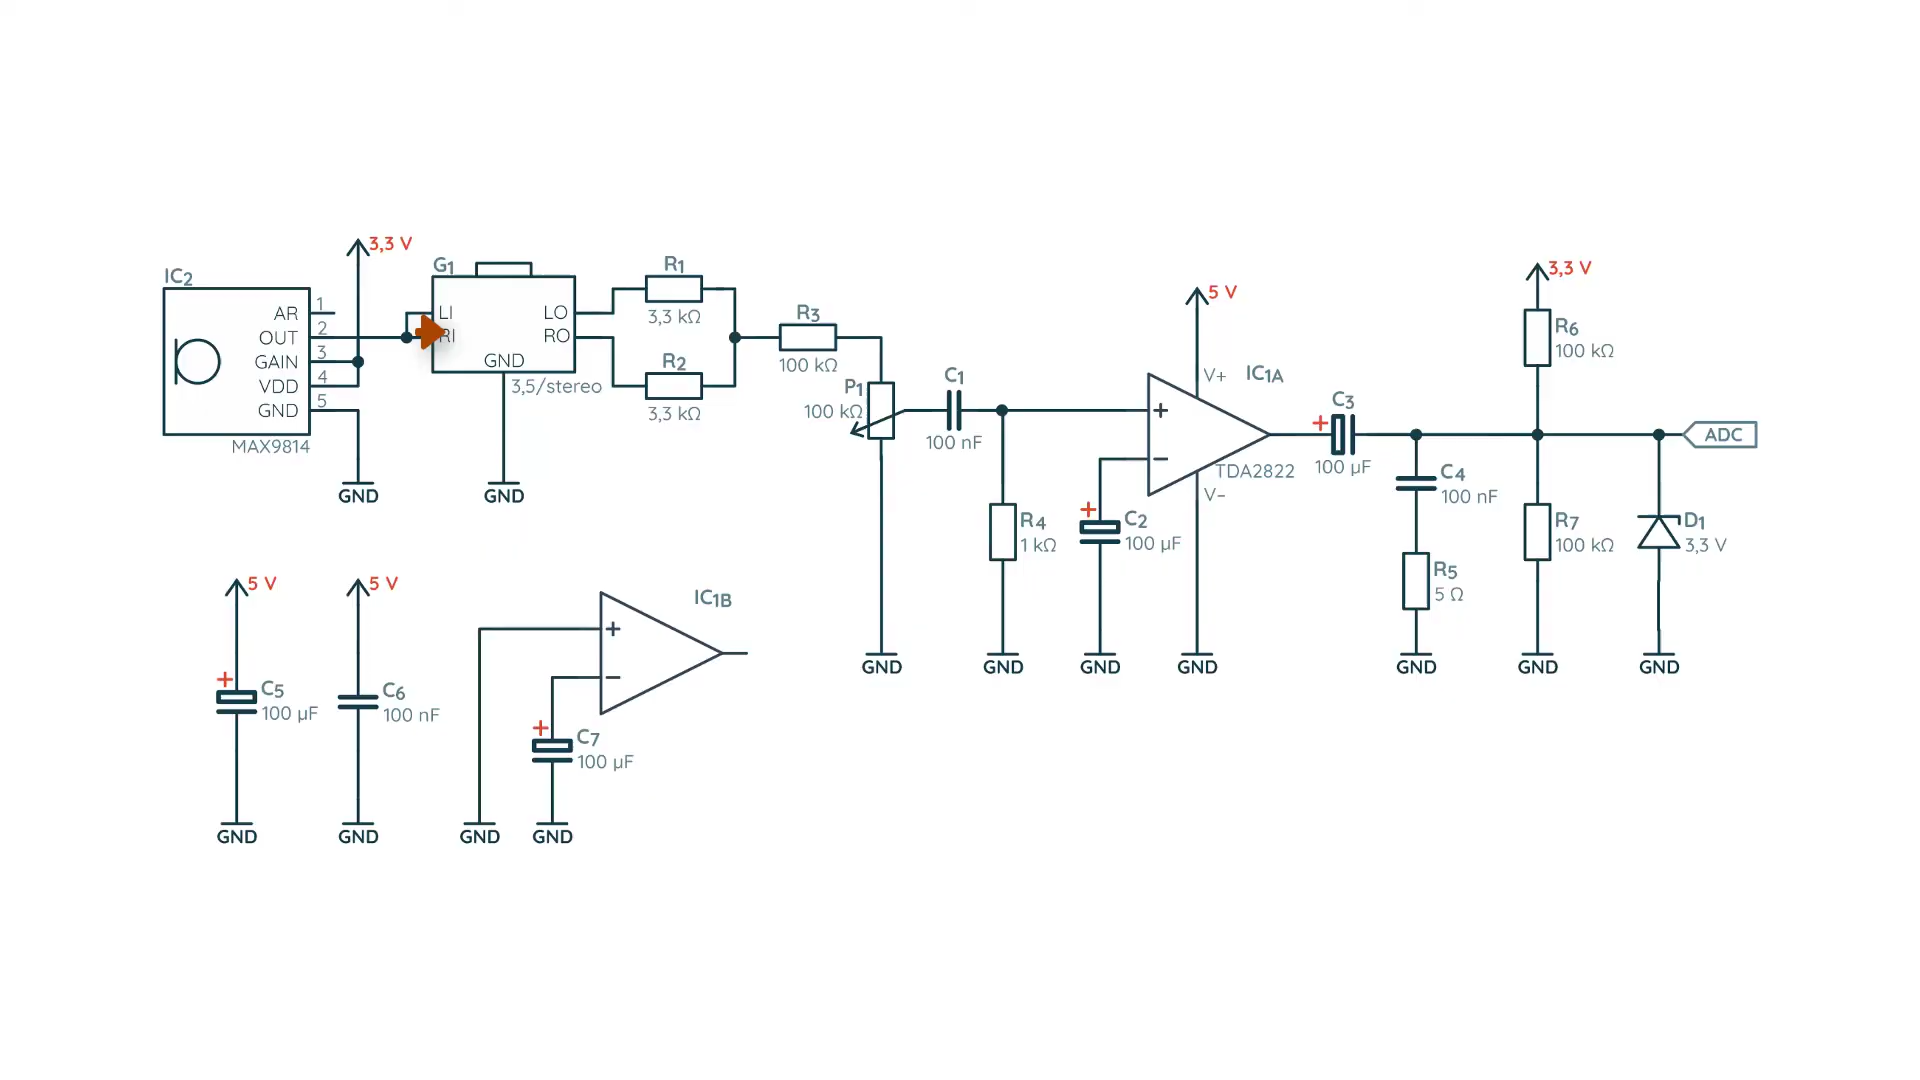 IC2
AR 1
OUT 2
GAIN 3
VDD 4
GND 5
MAX9814
3,3 V
GND
G1
LI
RI
LO
RO
GND
3,5/stereo
GND
R1
3,3 kΩ
R2
3,3 kΩ
R3
100 kΩ
P1
100 kΩ
GND
C1
100 nF
R4
1 kΩ
GND
+
C2
100 µF
GND
5 V
V+
IC1A
+
−
TDA2822
V−
GND
+
C3
100 µF
C4
100 nF
R5
5 Ω
GND
3,3 V
R6
100 kΩ
R7
100 kΩ
GND
D1
3,3 V
GND
ADC
5 V
+
C5
100 µF
GND
5 V
C6
100 nF
GND
IC1B
+
−
GND
+
C7
100 µF
GND